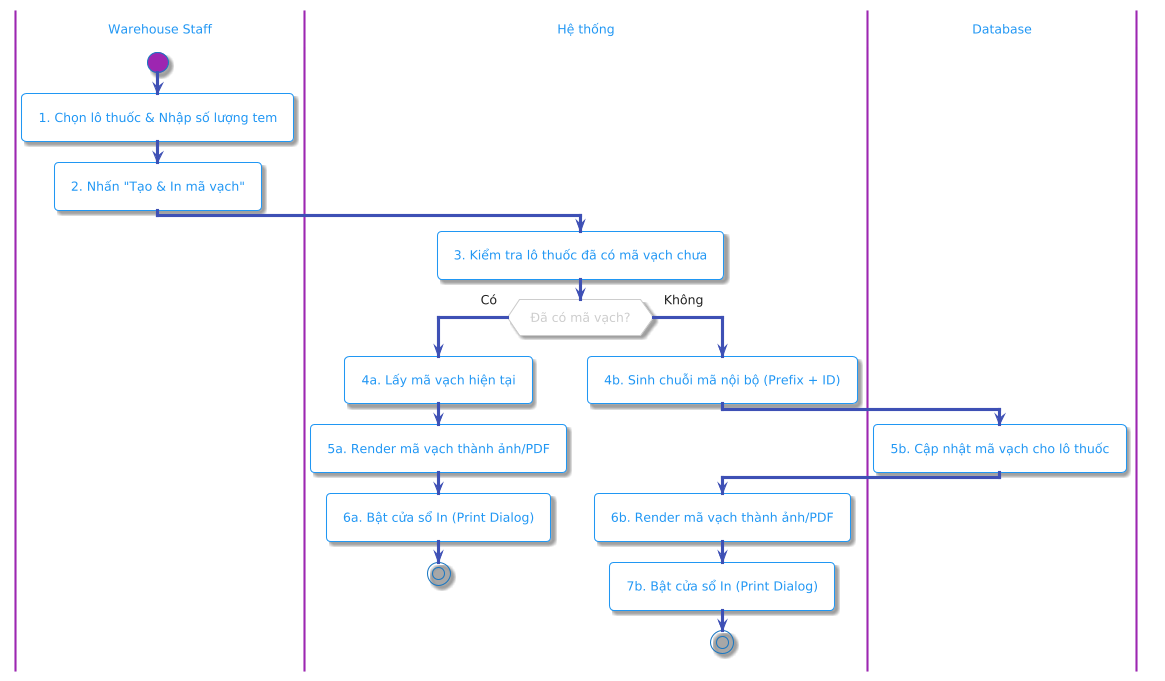 Warehouse Staff
Hệ thống
Database
1. Chọn lô thuốc & Nhập số lượng tem
2. Nhấn "Tạo & In mã vạch"
3. Kiểm tra lô thuốc đã có mã vạch chưa
Có
Đã có mã vạch?
Không
4a. Lấy mã vạch hiện tại
4b. Sinh chuỗi mã nội bộ (Prefix + ID)
5a. Render mã vạch thành ảnh/PDF
5b. Cập nhật mã vạch cho lô thuốc
6a. Bật cửa sổ In (Print Dialog)
6b. Render mã vạch thành ảnh/PDF
7b. Bật cửa sổ In (Print Dialog)